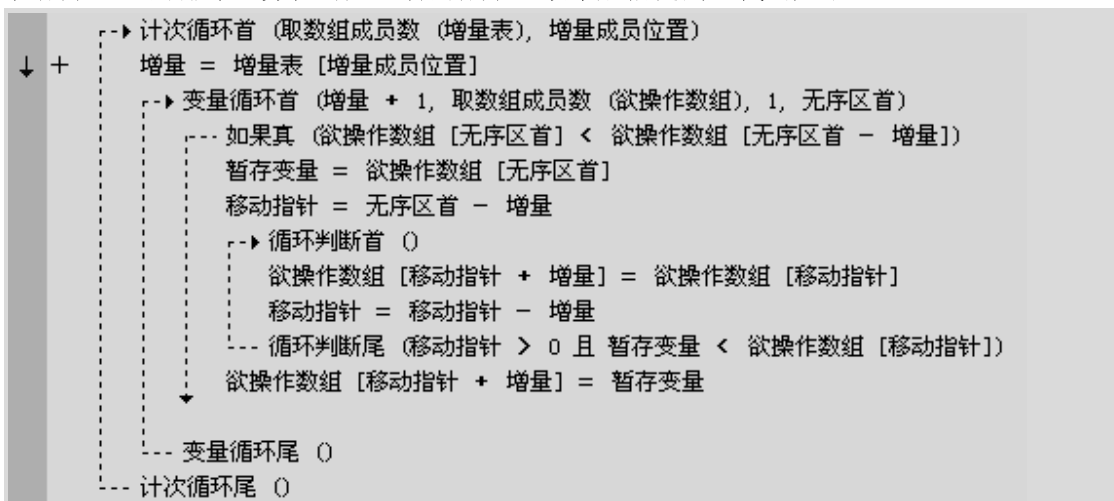 计次循环首 (取数组成员数 (增量表), 增量成员位置)
增量 = 增量表 [增量成员位置]
变量循环首 (增量 + 1, 取数组成员数 (欲操作数组), 1, 无序区首)
如果真 (欲操作数组 [无序区首] < 欲操作数组 [无序区首 - 增量])
暂存变量 = 欲操作数组 [无序区首]
移动指针 = 无序区首 - 增量
循环判断首 ()
欲操作数组 [移动指针 + 增量] = 欲操作数组 [移动指针]
移动指针 = 移动指针 - 增量
循环判断尾 (移动指针 > 0 且 暂存变量 < 欲操作数组 [移动指针])
欲操作数组 [移动指针 + 增量] = 暂存变量
变量循环尾 ()
计次循环尾 ()